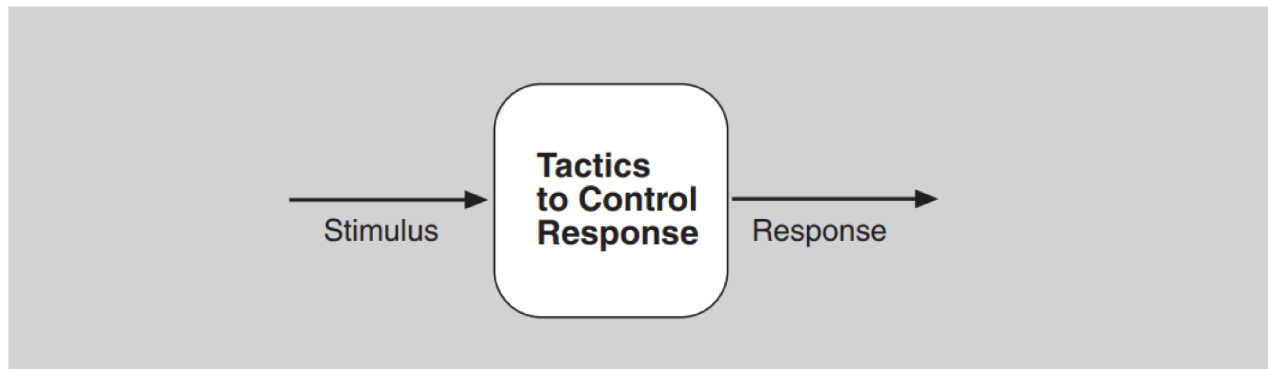 Tactics
to Control
Response
Stimulus
Response